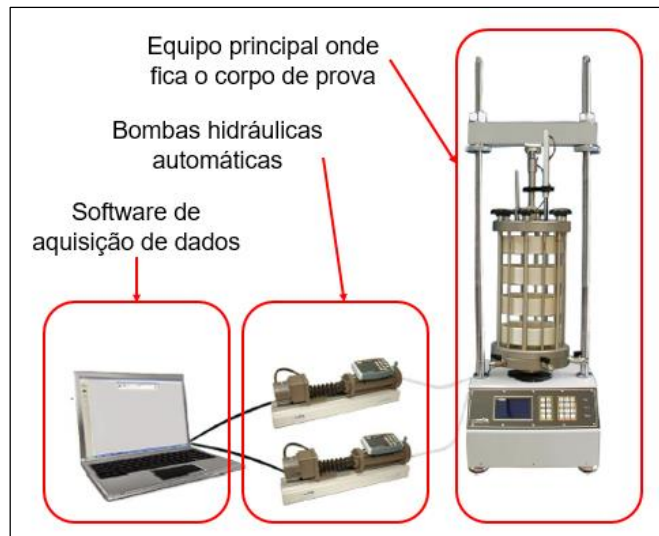 Equipo principal onde
fica o corpo de prova
Bombas hidráulicas
automáticas
Software de
aquisição de dados